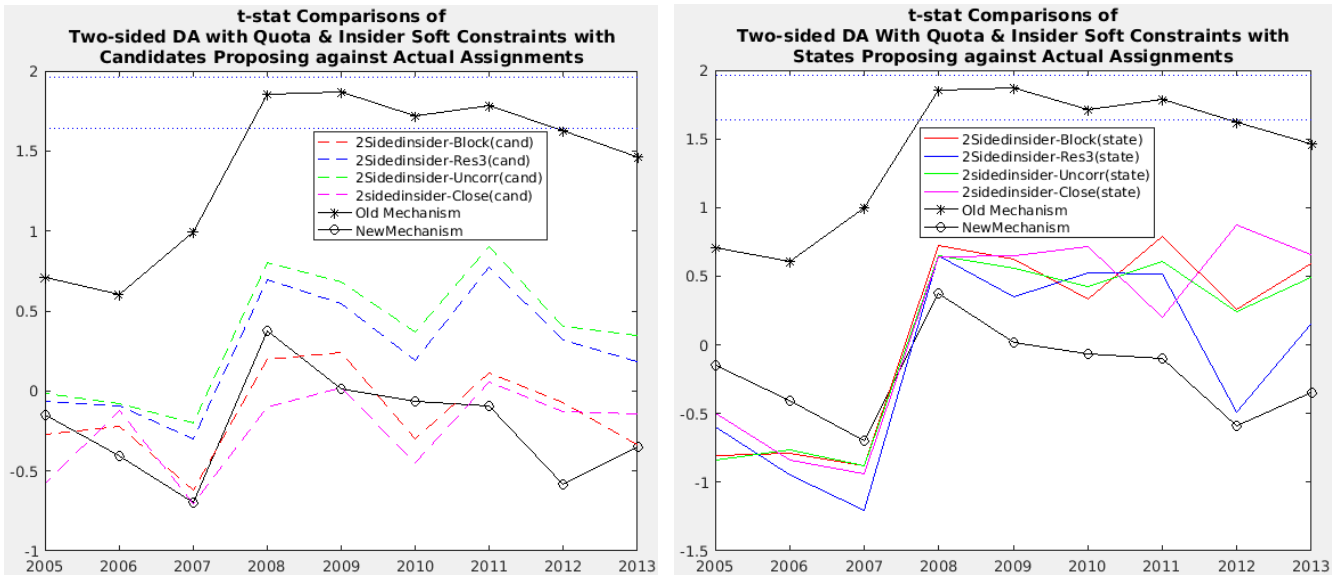 t-stat Comparisons of
Two-sided DA with Quota & Insider Soft Constraints with
Candidates Proposing against Actual Assignments
2
1.5
1
0.5
0
-0.5
-1
2Sidedinsider-Block(cand)
2Sidedinsider-Res3(cand)
2Sidedinsider-Uncorr(cand)
2sidedinsider-Close(cand)
Old Mechanism
NewMechanism
2005 2006 2007 2008 2009 2010 2011 2012 2013
t-stat Comparisons of
Two-sided DA With Quota & Insider Soft Constraints with
States Proposing against Actual Assignments
2
1.5
1
0.5
0
-0.5
-1
-1.5
2Sidedinsider-Block(state)
2Sidedinsider-Res3(state)
2sidedinsider-Uncorr(state)
2sidedinsider-Close(state)
Old Mechanism
NewMechanism
2005 2006 2007 2008 2009 2010 2011 2012 2013